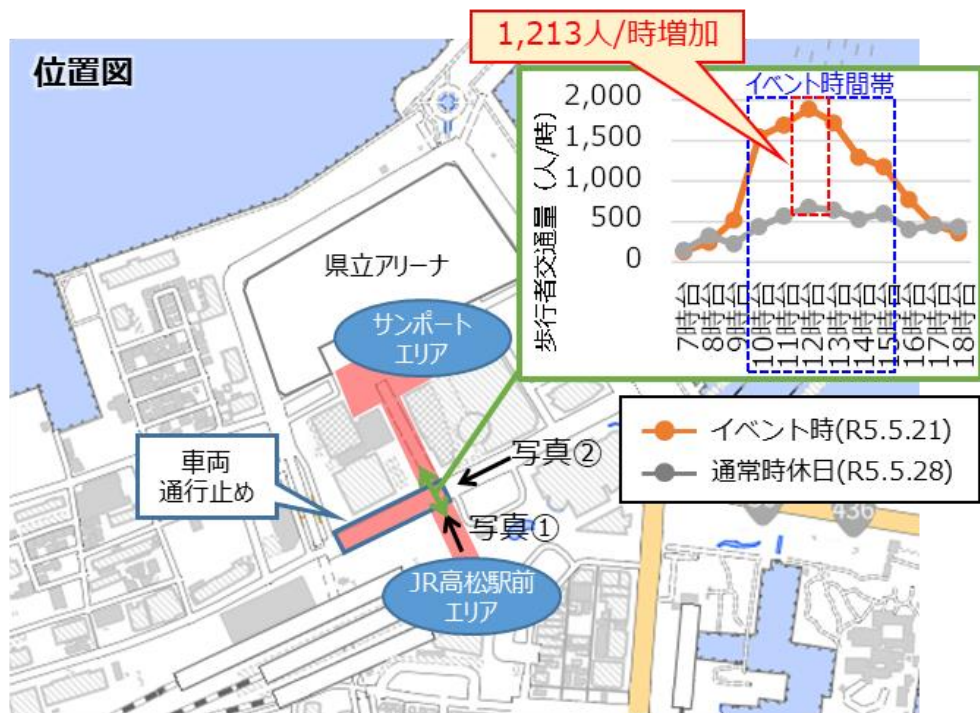 位置図
1,213人/時増加
イベント時間帯
歩行者交通量（人/時）
2,000
1,500
1,000
500
0
7時台
8時台
9時台
10時台
11時台
12時台
13時台
14時台
15時台
16時台
17時台
18時台
イベント時(R5.5.21)
通常時休日(R5.5.28)
県立アリーナ
サンポート
エリア
車両
通行止め
写真②
写真①
JR高松駅前
エリア
436